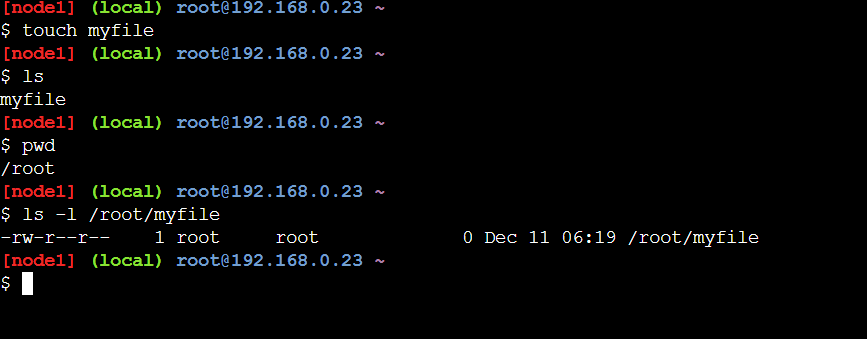 [node1] (local) root@192.168.0.23 ~
$ touch myfile
[node1] (local) root@192.168.0.23 ~
$ ls
myfile
[node1] (local) root@192.168.0.23 ~
$ pwd
/root
[node1] (local) root@192.168.0.23 ~
$ ls -l /root/myfile
-rw-r--r--    1 root     root                0 Dec 11 06:19 /root/myfile
[node1] (local) root@192.168.0.23 ~
$